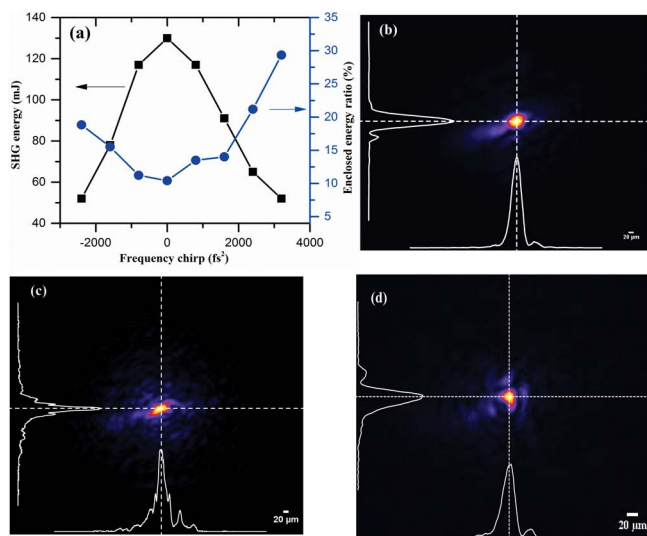 (a)
SHG energy (mJ)
140
120
100
80
60
40
35
30
25
20
15
10
5
Enclosed energy ratio (%)
-2000
0
2000
4000
Frequency chirp (fs²)
(b)
20 μm
(c)
20 μm
(d)
20 μm